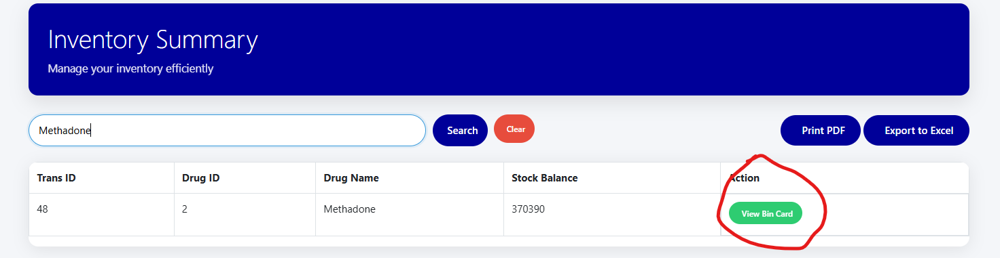 Inventory Summary
Manage your inventory efficiently
Methadone
Search
Clear
Print PDF
Export to Excel
Trans ID
Drug ID
Drug Name
Stock Balance
Action
48
2
Methadone
370390
View Bin Card